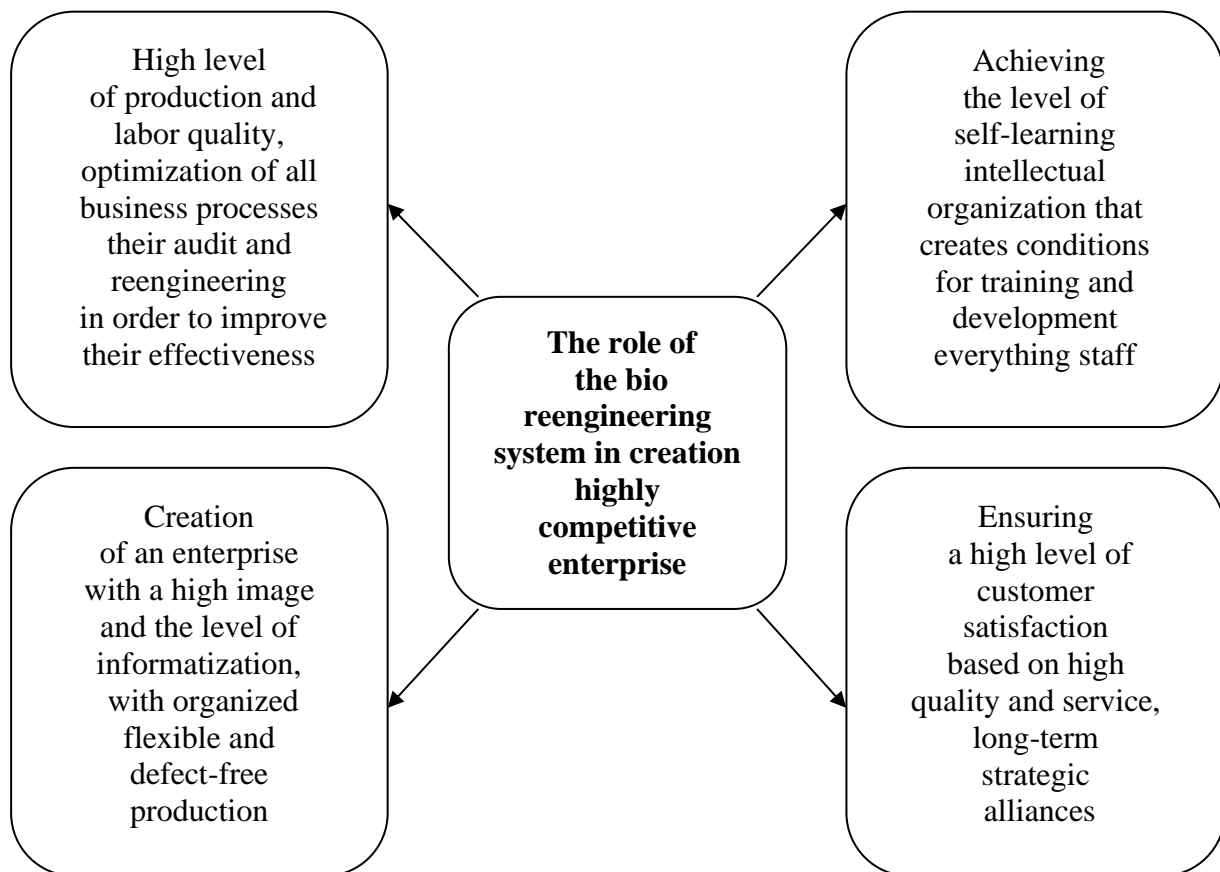 High level
of production and
labor quality,
optimization of all
business processes
their audit and
reengineering
in order to improve
their effectiveness
Achieving
the level of
self-learning
intellectual
organization that
creates conditions
for training and
development
everything staff
The role of
the bio
reengineering
system in creation
highly
competitive
enterprise
Creation
of an enterprise
with a high image
and the level of
informatization,
with organized
flexible and
defect-free
production
Ensuring
a high level of
customer
satisfaction
based on high
quality and service,
long-term
strategic
alliances